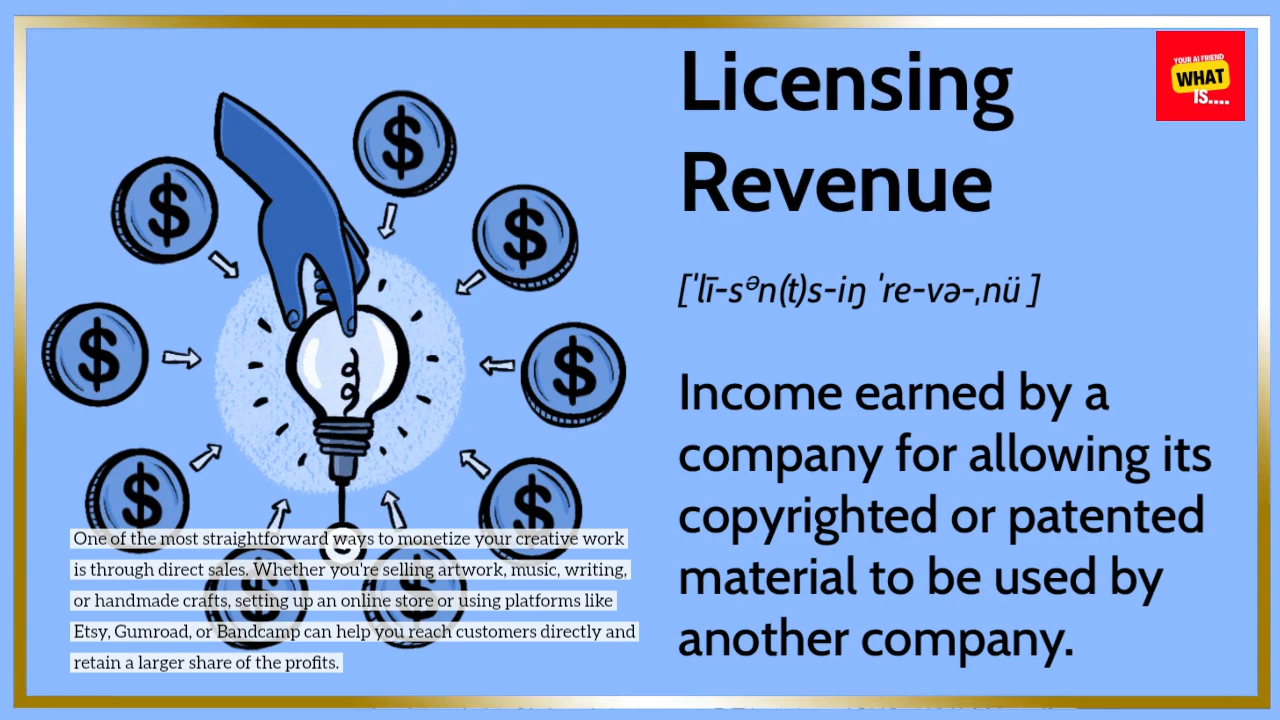 Licensing
Revenue
YOUR AI FRIEND
WHAT
IS....
['lī-sᵊn(t)s-iŋ 're-və-ˌnü ]
Income earned by a
company for allowing its
copyrighted or patented
material to be used by
another company.
$
$
$
$
$
$
$
$
$
One of the most straightforward ways to monetize your creative work
is through direct sales. Whether you're selling artwork, music, writing,
or handmade crafts, setting up an online store or using platforms like
Etsy, Gumroad, or Bandcamp can help you reach customers directly and
retain a larger share of the profits.